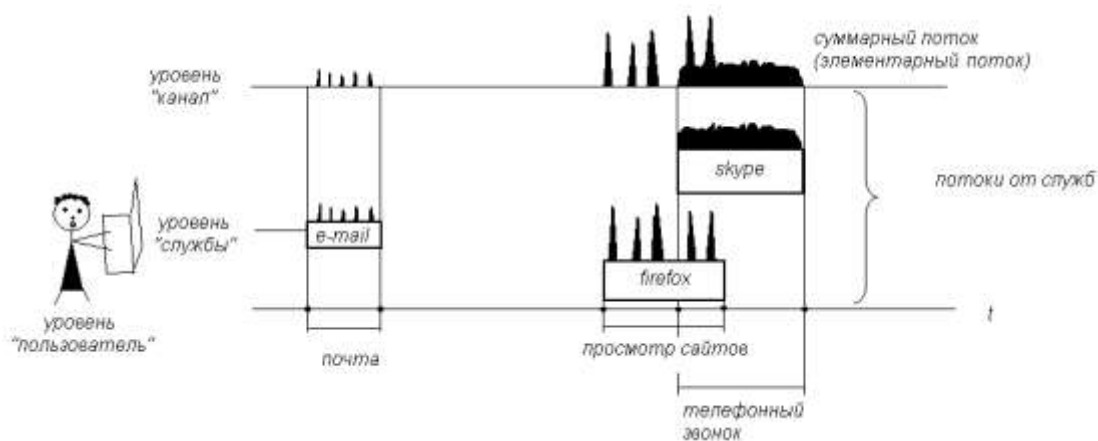 суммарный поток
(элементарный поток)
уровень
"канал"
skype
потоки от служб
уровень
"службы"
e-mail
firefox
t
уровень
"пользователь"
почта
просмотр сайтов
телефонный
звонок